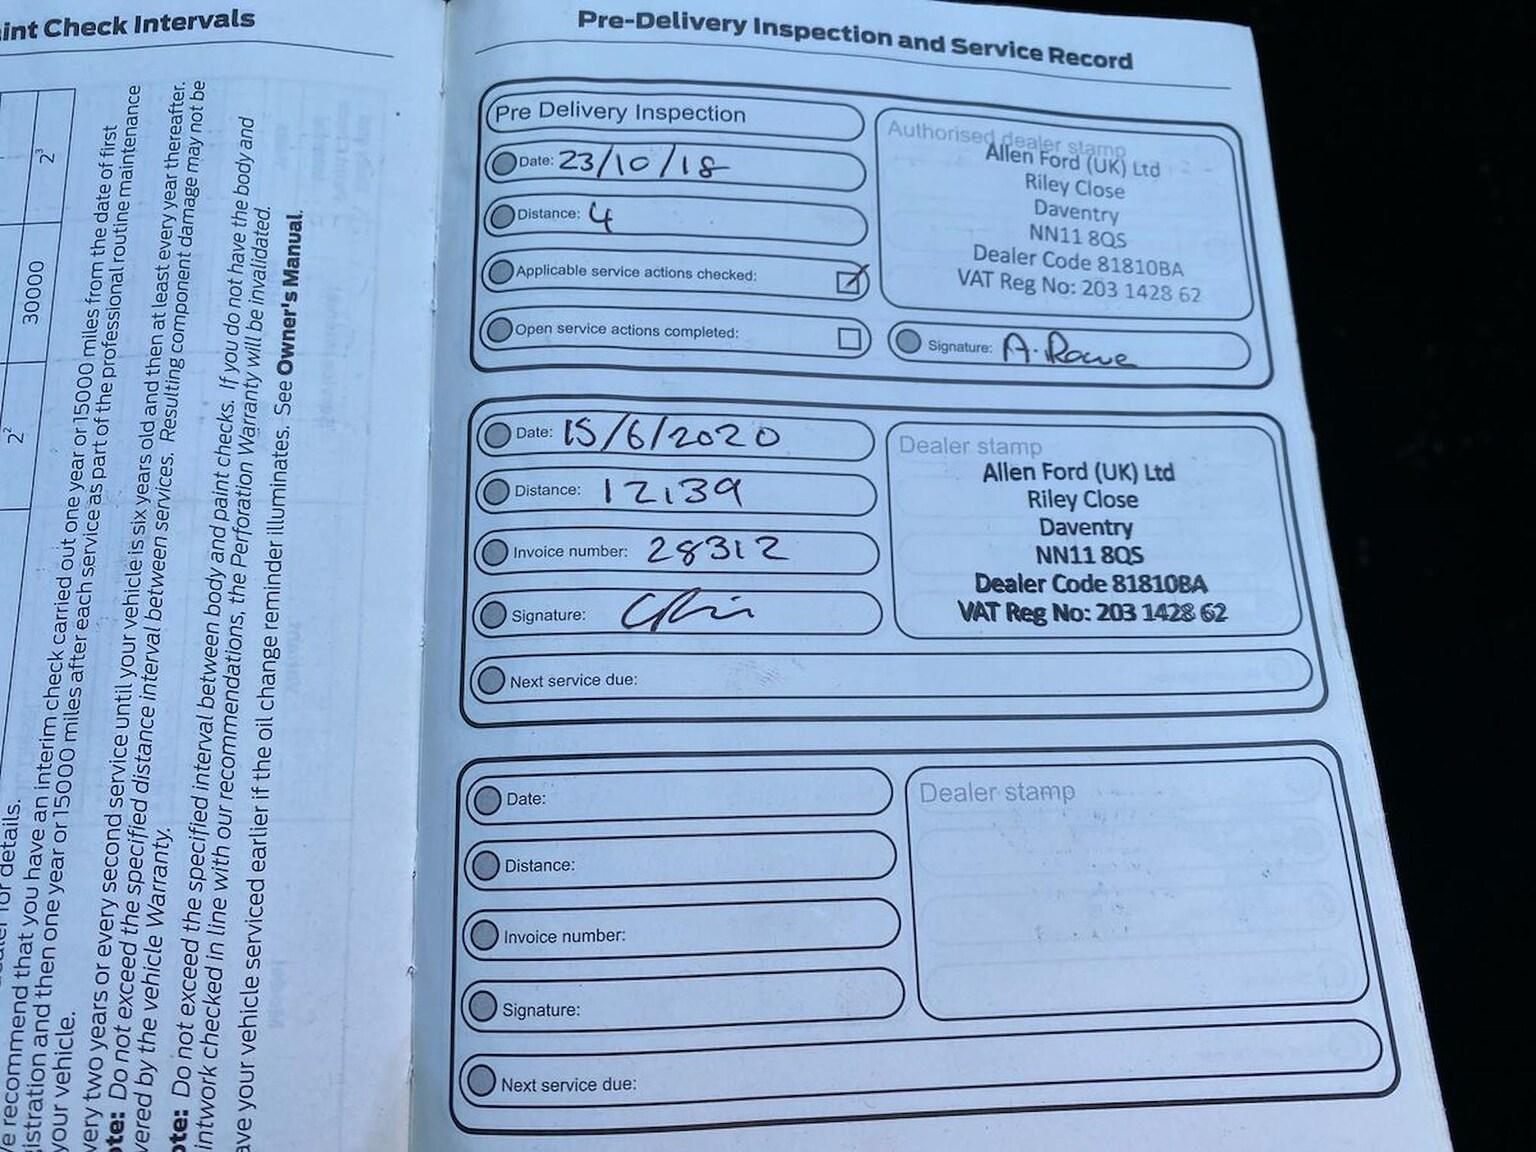 int Check Intervals
2³
30000
2²
details.
recommend that you have an interim check carried out one year or 15000 miles from the date of first
istration and then one year or 15000 miles after each service as part of the professional routine maintenance
your vehicle.
very two years or every second service until your vehicle is six years old and then at least every year thereafter.
ote: Do not exceed the specified distance interval between services. Resulting component damage may not be
vered by the vehicle Warranty.
ote: Do not exceed the specified interval between body and paint checks. If you do not have the body and
intwork checked in line with our recommendations, the Perforation Warranty will be invalidated.
ave your vehicle serviced earlier if the oil change reminder illuminates. See Owner's Manual.
Pre-Delivery Inspection and Service Record
Pre Delivery Inspection
Date: 23/10/18
Distance: 4
Applicable service actions checked:
Open service actions completed:
Authorised dealer stamp
Allen Ford (UK) Ltd
Riley Close
Daventry
NN11 8QS
Dealer Code 81810BA
VAT Reg No: 203 1428 62
Signature: A. Rowe
Date: 15/6/2020
Distance: 12139
Invoice number: 28312
Signature:
Next service due:
Dealer stamp
Allen Ford (UK) Ltd
Riley Close
Daventry
NN11 8QS
Dealer Code 81810BA
VAT Reg No: 203 1428 62
Date:
Distance:
Invoice number:
Signature:
Next service due:
Dealer stamp